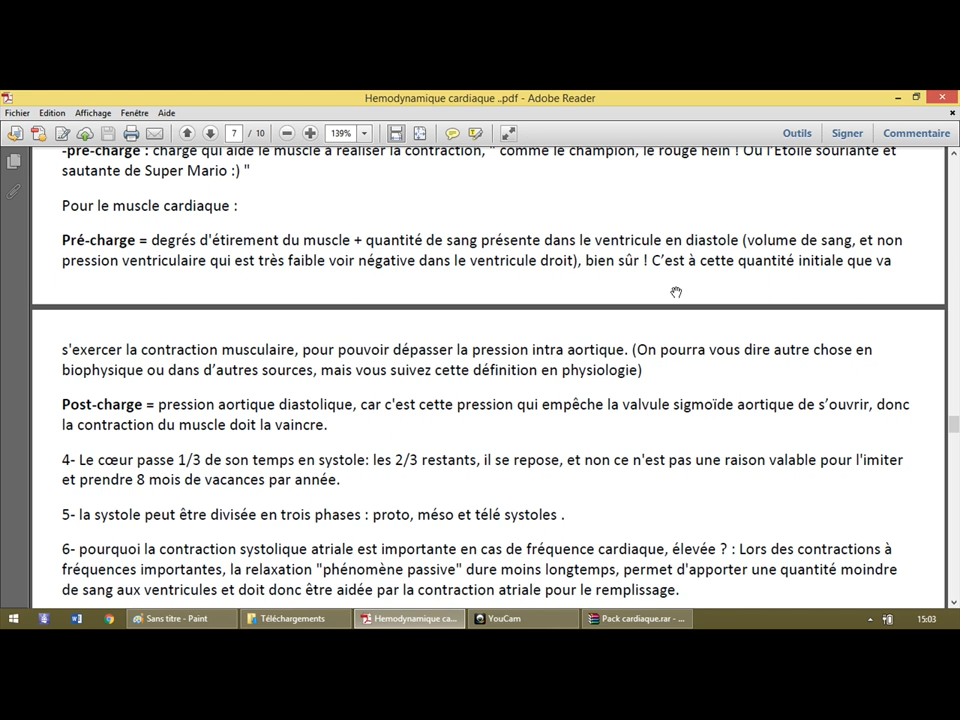 Hemodynamique cardiaque ..pdf - Adobe Reader
Fichier Edition Affichage Fenêtre Aide
7 / 10 139% Outils Signer Commentaire
-pré-charge : charge qui aide le muscle à réaliser la contraction, " comme le champion, le rouge hein ! Ou l'Etoile souriante et
sautante de Super Mario :) "
Pour le muscle cardiaque :
Pré-charge = degrés d'étirement du muscle + quantité de sang présente dans le ventricule en diastole (volume de sang, et non
pression ventriculaire qui est très faible voir négative dans le ventricule droit), bien sûr ! C'est à cette quantité initiale que va
s'exercer la contraction musculaire, pour pouvoir dépasser la pression intra aortique. (On pourra vous dire autre chose en
biophysique ou dans d'autres sources, mais vous suivez cette définition en physiologie)
Post-charge = pression aortique diastolique, car c'est cette pression qui empêche la valvule sigmoïde aortique de s'ouvrir, donc
la contraction du muscle doit la vaincre.
4- Le cœur passe 1/3 de son temps en systole: les 2/3 restants, il se repose, et non ce n'est pas une raison valable pour l'imiter
et prendre 8 mois de vacances par année.
5- la systole peut être divisée en trois phases : proto, méso et télé systoles .
6- pourquoi la contraction systolique atriale est importante en cas de fréquence cardiaque, élevée ? : Lors des contractions à
fréquences importantes, la relaxation "phénomène passive" dure moins longtemps, permet d'apporter une quantité moindre
de sang aux ventricules et doit donc être aidée par la contraction atriale pour le remplissage.
Sans titre - Paint Téléchargements Hemodynamique ca... YouCam Pack cardiaque.rar - ... 15:03